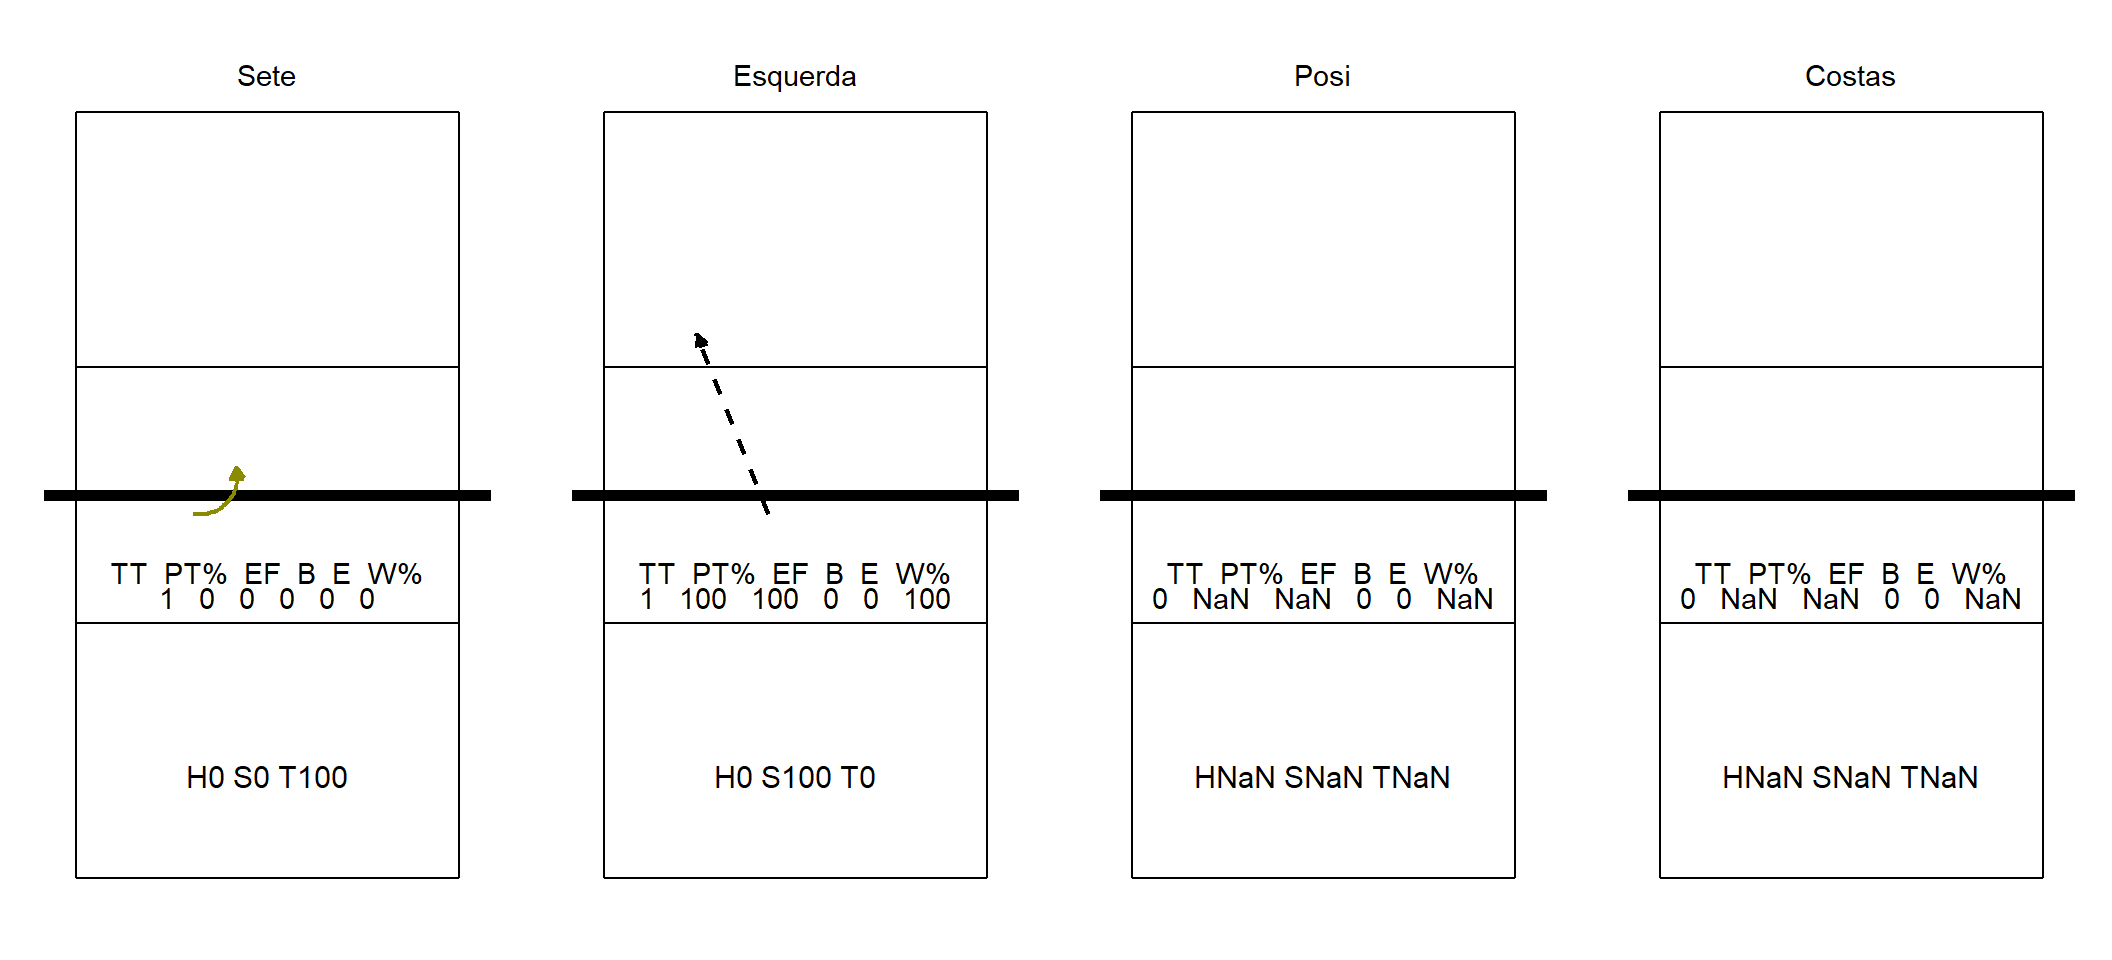 Sete
TT PT% EF B E W%
1 0 0 0 0 0
H0 S0 T100
Esquerda
TT PT% EF B E W%
1 100 100 0 0 100
H0 S100 T0
Posi
TT PT% EF B E W%
0 NaN NaN 0 0 NaN
HNaN SNaN TNaN
Costas
TT PT% EF B E W%
0 NaN NaN 0 0 NaN
HNaN SNaN TNaN